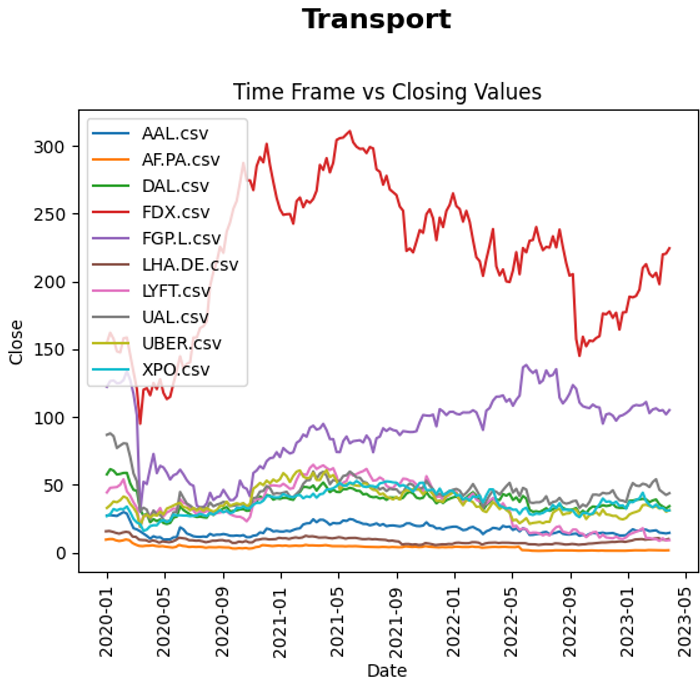 Transport
Time Frame vs Closing Values
AAL.csv
AF.PA.csv
DAL.csv
FDX.csv
FGP.L.csv
LHA.DE.csv
LYFT.csv
UAL.csv
UBER.csv
XPO.csv
Close
300
250
200
150
100
50
0
2020-01
2020-05
2020-09
2021-01
2021-05
2021-09
2022-01
2022-05
2022-09
2023-01
2023-05
Date